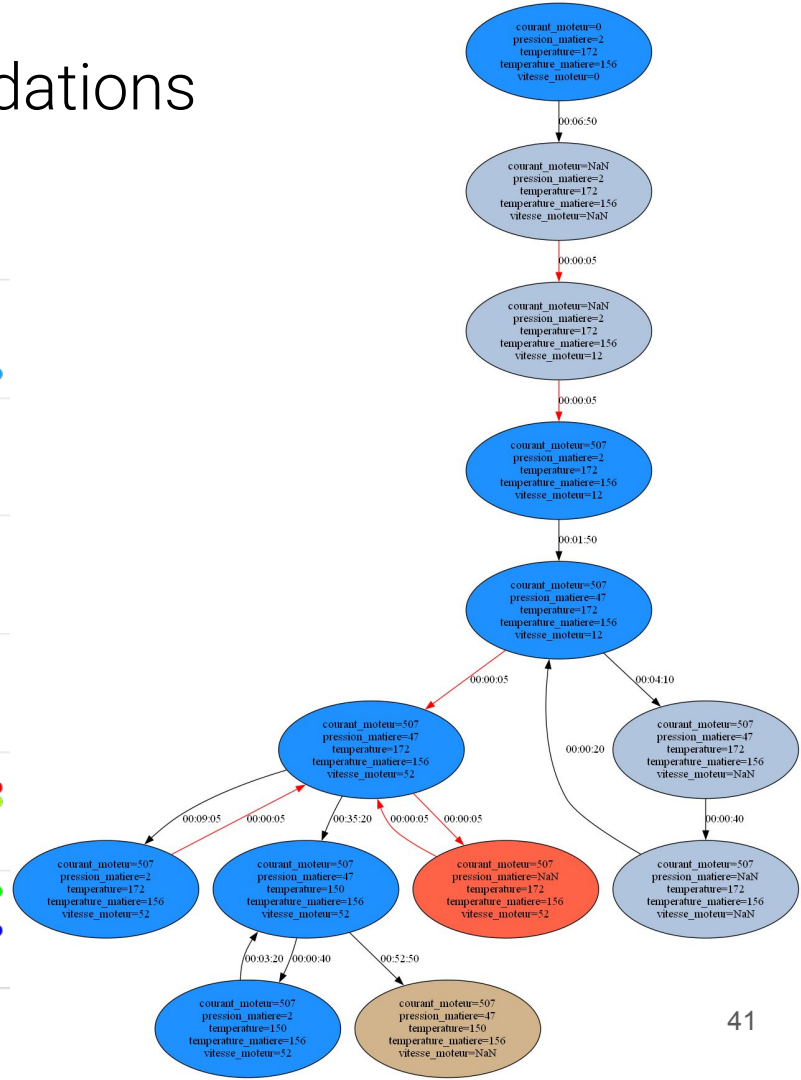 dations
courant_moteur=0
pression_matiere=2
temperature=172
temperature_matiere=156
vitesse_moteur=0
00:06:50
courant_moteur=NaN
pression_matiere=2
temperature=172
temperature_matiere=156
vitesse_moteur=NaN
00:00:05
courant_moteur=NaN
pression_matiere=2
temperature=172
temperature_matiere=156
vitesse_moteur=12
00:00:05
courant_moteur=507
pression_matiere=2
temperature=172
temperature_matiere=156
vitesse_moteur=12
00:01:50
courant_moteur=507
pression_matiere=47
temperature=172
temperature_matiere=156
vitesse_moteur=12
00:00:05
00:04:10
courant_moteur=507
pression_matiere=47
temperature=172
temperature_matiere=156
vitesse_moteur=52
00:00:20
courant_moteur=507
pression_matiere=47
temperature=172
temperature_matiere=156
vitesse_moteur=NaN
00:09:05
00:00:05
00:35:20
00:00:05
00:00:05
00:00:40
courant_moteur=507
pression_matiere=2
temperature=172
temperature_matiere=156
vitesse_moteur=52
courant_moteur=507
pression_matiere=47
temperature=150
temperature_matiere=156
vitesse_moteur=52
courant_moteur=507
pression_matiere=NaN
temperature=172
temperature_matiere=156
vitesse_moteur=52
courant_moteur=507
pression_matiere=NaN
temperature=172
temperature_matiere=156
vitesse_moteur=NaN
00:03:20
00:00:40
00:52:50
courant_moteur=507
pression_matiere=2
temperature=150
temperature_matiere=156
vitesse_moteur=52
courant_moteur=507
pression_matiere=47
temperature=150
temperature_matiere=156
vitesse_moteur=NaN
41